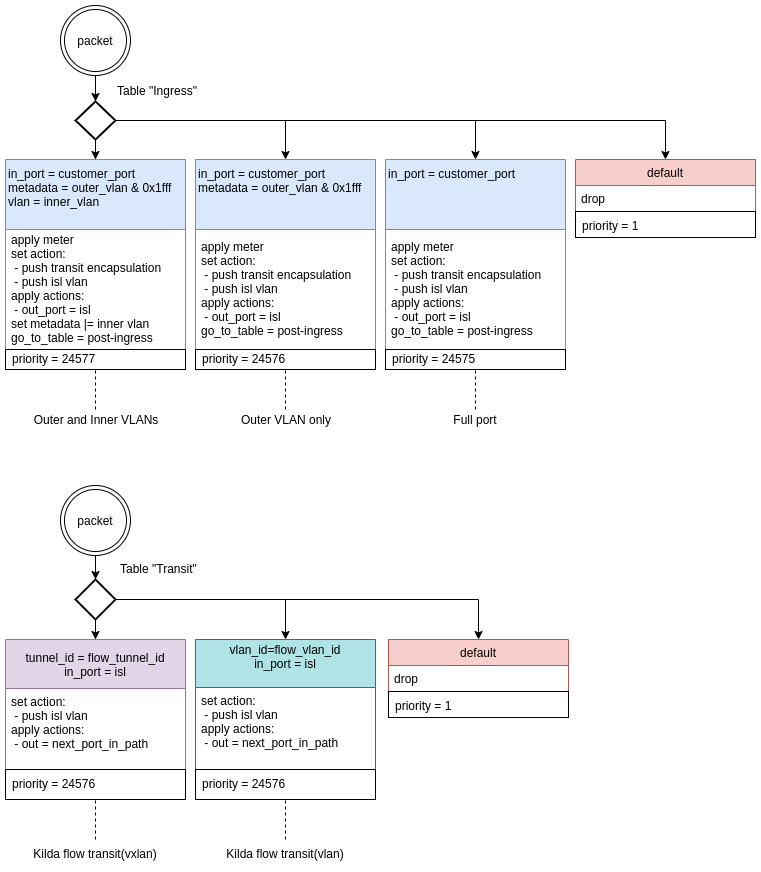 packet
Table "Ingress"
in_port = customer_port
metadata = outer_vlan & 0x1fff
vlan = inner_vlan
apply meter
set action:
- push transit encapsulation
- push isl vlan
apply actions:
- out_port = isl
set metadata |= inner vlan
go_to_table = post-ingress
priority = 24577
Outer and Inner VLANs
in_port = customer_port
metadata = outer_vlan & 0x1fff
apply meter
set action:
- push transit encapsulation
- push isl vlan
apply actions:
- out_port = isl
go_to_table = post-ingress
priority = 24576
Outer VLAN only
in_port = customer_port
apply meter
set action:
- push transit encapsulation
- push isl vlan
apply actions:
- out_port = isl
go_to_table = post-ingress
priority = 24575
Full port
default
drop
priority = 1
packet
Table "Transit"
tunnel_id = flow_tunnel_id
in_port = isl
set action:
- push isl vlan
apply actions:
- out = next_port_in_path
priority = 24576
Kilda flow transit(vxlan)
vlan_id=flow_vlan_id
in_port = isl
set action:
- push isl vlan
apply actions:
- out = next_port_in_path
priority = 24576
Kilda flow transit(vlan)
default
drop
priority = 1